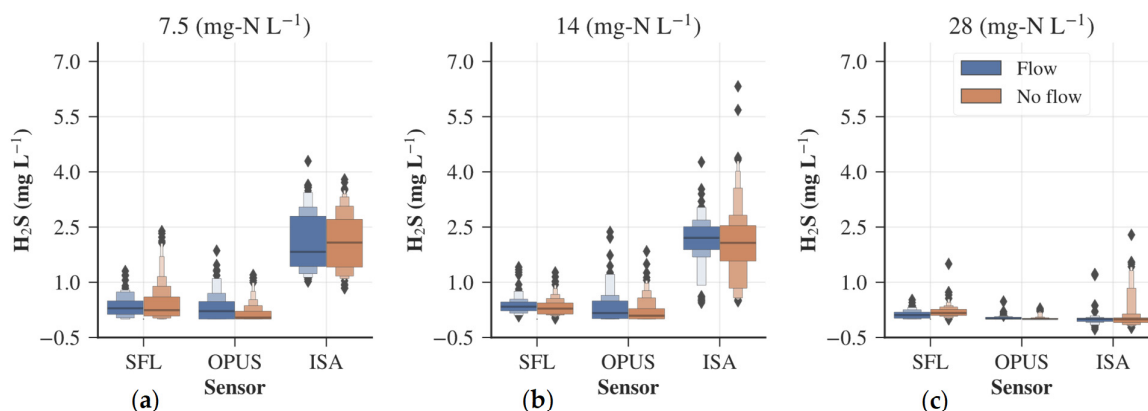 7.5 (mg-N L⁻¹)
H₂S (mg L⁻¹)
7.0
5.5
4.0
2.5
1.0
−0.5
SFL OPUS ISA
Sensor
(a)
14 (mg-N L⁻¹)
H₂S (mg L⁻¹)
7.0
5.5
4.0
2.5
1.0
−0.5
SFL OPUS ISA
Sensor
(b)
28 (mg-N L⁻¹)
Flow
No flow
H₂S (mg L⁻¹)
7.0
5.5
4.0
2.5
1.0
−0.5
SFL OPUS ISA
Sensor
(c)